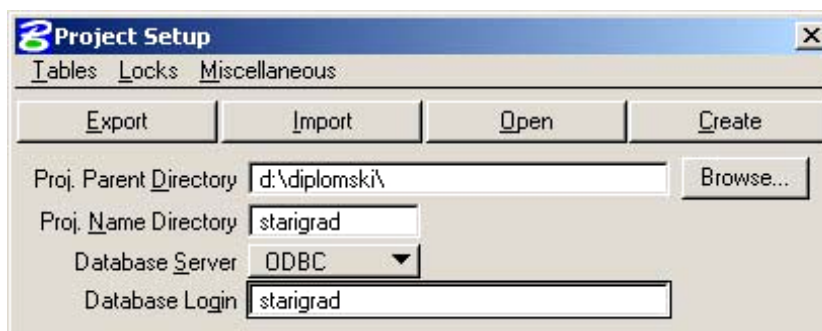 Project Setup
Tables Locks Miscellaneous
Export Import Open Create
Proj. Parent Directory d:\diplomski\ Browse...
Proj. Name Directory starigrad
Database Server ODBC
Database Login starigrad